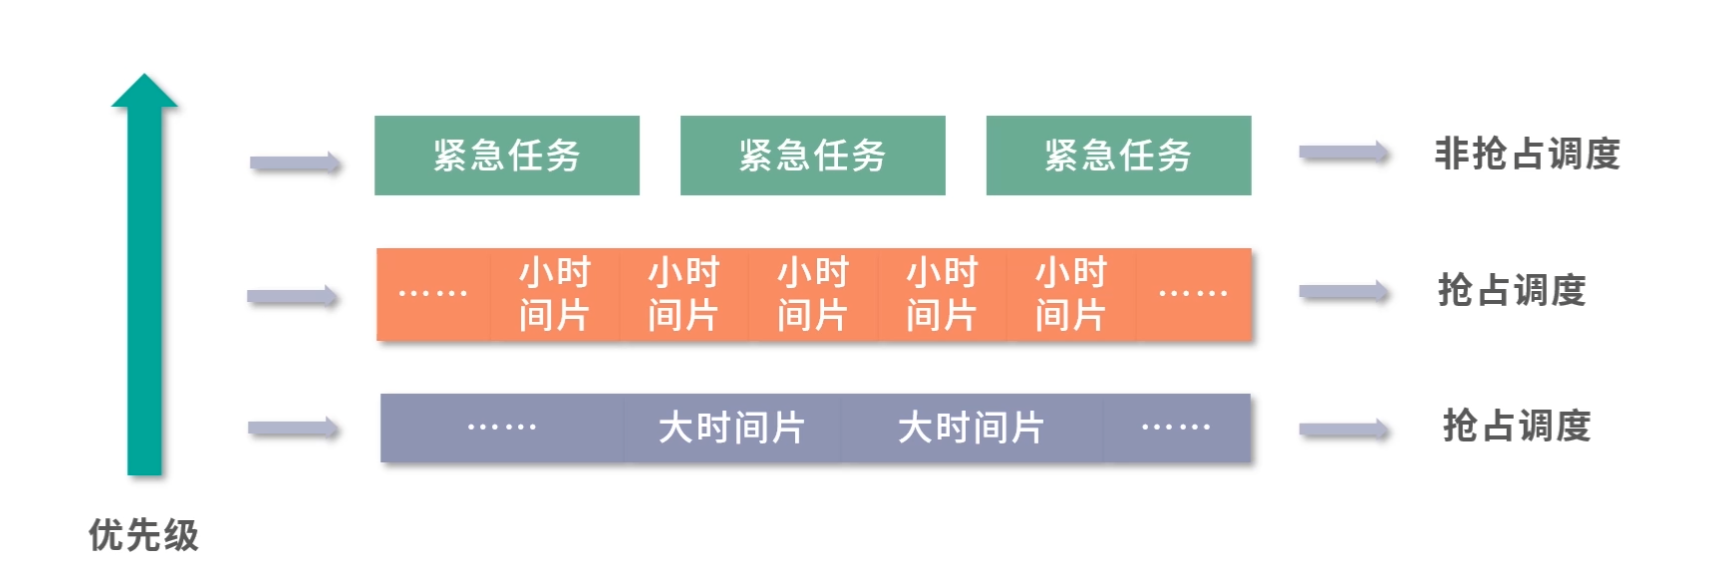 紧急任务 紧急任务 紧急任务 非抢占调度
…… 小时间片 小时间片 小时间片 小时间片 小时间片 …… 抢占调度
…… 大时间片 大时间片 …… 抢占调度
优先级